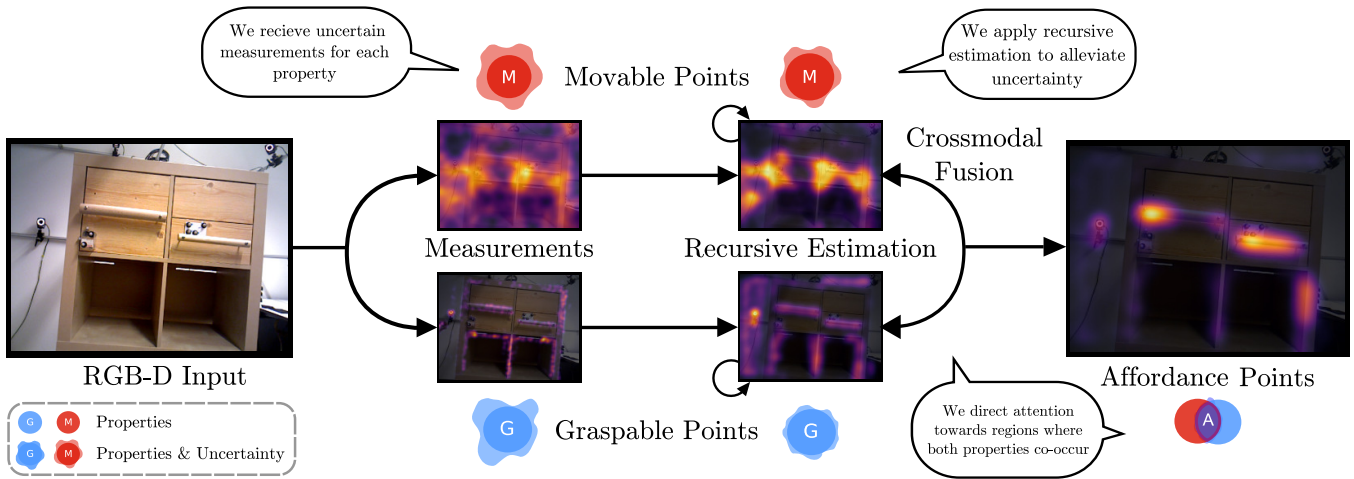 We recieve uncertain
measurements for each
property
M
Movable Points
M
We apply recursive
estimation to alleviate
uncertainty
Crossmodal
Fusion
Measurements
Recursive Estimation
RGB-D Input
Affordance Points
G
M
Properties
G
M
Properties & Uncertainty
G
Graspable Points
G
We direct attention
towards regions where
both properties co-occur
A